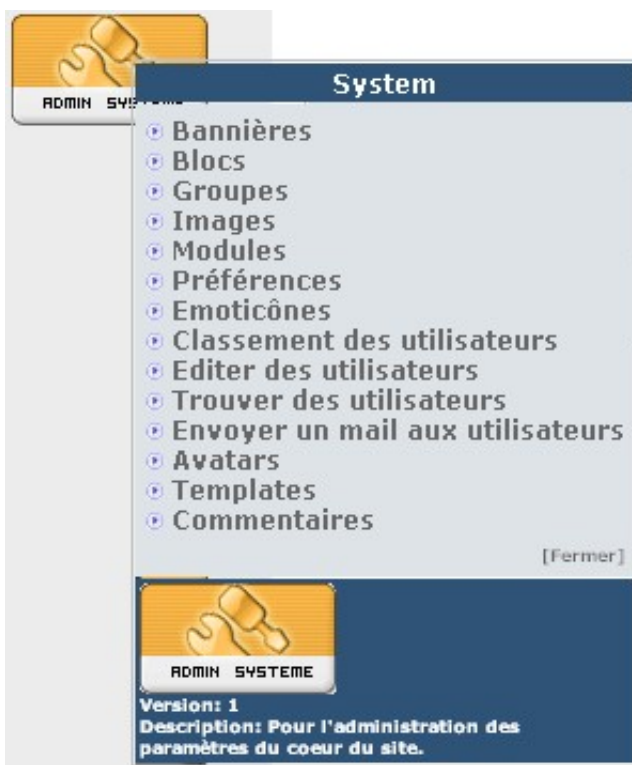 ADMIN
System
Bannières
Blocs
Groupes
Images
Modules
Préférences
Emoticônes
Classement des utilisateurs
Editer des utilisateurs
Trouver des utilisateurs
Envoyer un mail aux utilisateurs
Avatars
Templates
Commentaires
[Fermer]
ADMIN SYSTEME
Version: 1
Description: Pour l'administration des
paramètres du coeur du site.